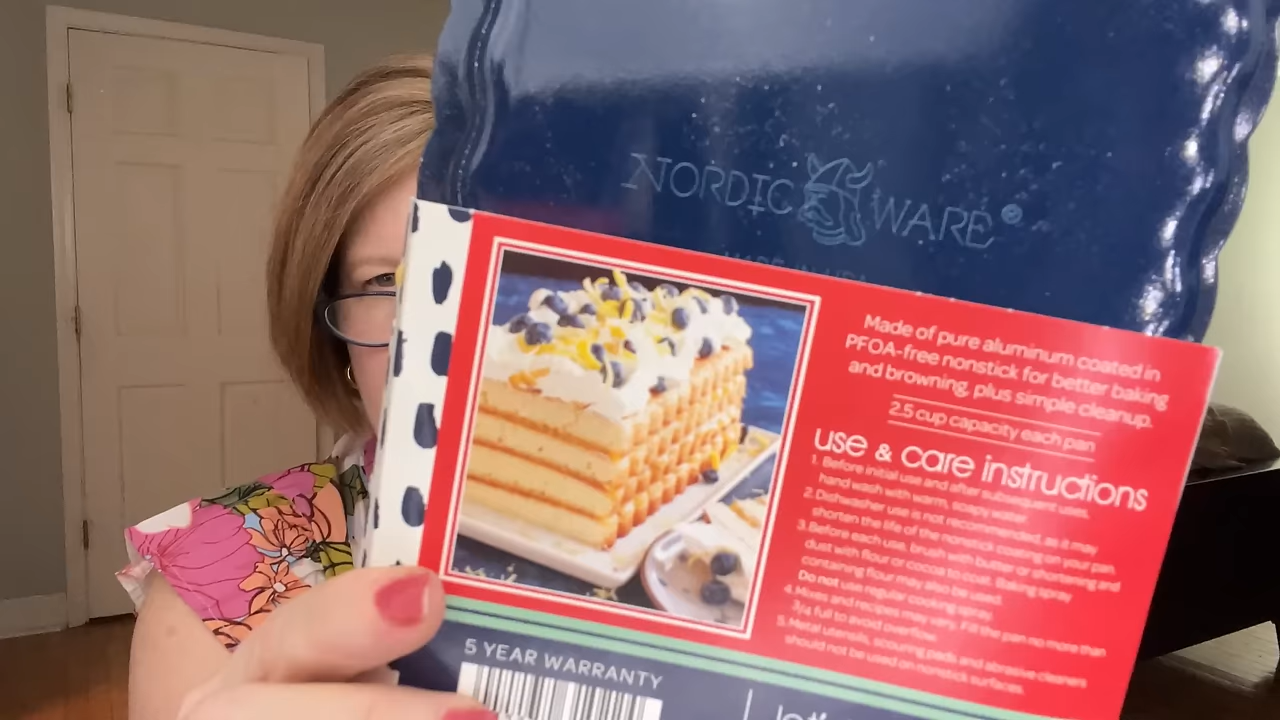 NORDIC WARE®
MADE IN USA
Made of pure aluminum coated in
PFOA-free nonstick for better baking
and browning, plus simple cleanup.
2.5 cup capacity each pan
use & care instructions
1. Before initial use and after subsequent uses,
hand wash with warm, soapy water.
2. Dishwasher use is not recommended, as it may
shorten the life of the nonstick coating on your pan.
3. Before each use, brush with butter or shortening and
dust with flour or cocoa to coat. Baking spray
containing flour may also be used.
Do not use regular cooking spray.
4. Mixes and recipes may vary. Fill the pan no more than
3/4 full to avoid overflow.
5. Metal utensils, scouring pads and abrasive cleaners
should not be used on nonstick surfaces.
5 YEAR WARRANTY